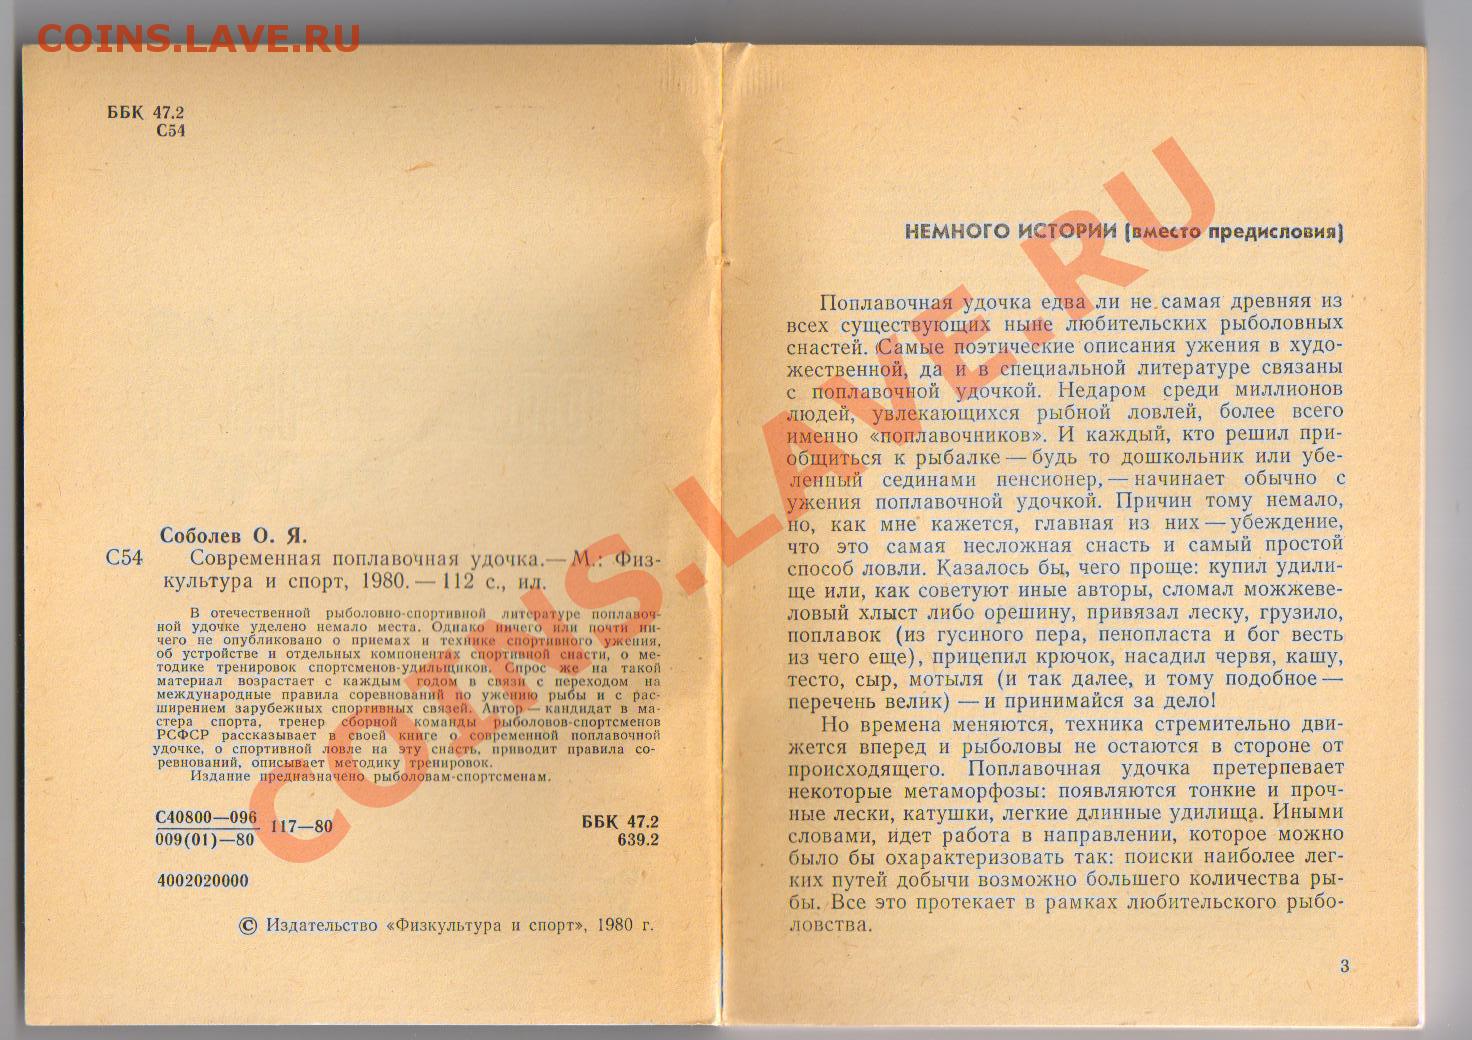 COINS.LAVE.RU
ББК 47.2
С54
Соболев О. Я.
С54 Современная поплавочная удочка.— М.: Физ-
культура и спорт, 1980. — 112 с., ил.
В отечественной рыболовно-спортивной литературе поплавоч-
ной удочке уделено немало места. Однако ничего или почти ни-
чего не опубликовано о приемах и технике спортивного ужения,
об устройстве и отдельных компонентах спортивной снасти, о ме-
тодике тренировок спортсменов-удильщиков. Спрос же на такой
материал возрастает с каждым годом в связи с переходом на
международные правила соревнований по ужению рыбы и с рас-
ширением зарубежных спортивных связей. Автор — кандидат в ма-
стера спорта, тренер сборной команды рыболовов-спортсменов
РСФСР рассказывает в своей книге о современной поплавочной
удочке, о спортивной ловле на эту снасть, приводит правила со-
ревнований, описывает методику тренировок.
Издание предназначено рыболовам-спортсменам.
С40800—096
117—80
009(01)—80
ББК 47.2
639.2
4002020000
© Издательство «Физкультура и спорт», 1980 г.
НЕМНОГО ИСТОРИИ (вместо предисловия)
Поплавочная удочка едва ли не самая древняя из
всех существующих ныне любительских рыболовных
снастей. Самые поэтические описания ужения в худо-
жественной, да и в специальной литературе связаны
с поплавочной удочкой. Недаром среди миллионов
людей, увлекающихся рыбной ловлей, более всего
именно «поплавочников». И каждый, кто решил при-
общиться к рыбалке — будь то дошкольник или убе-
ленный сединами пенсионер, — начинает обычно с
ужения поплавочной удочкой. Причин тому немало,
но, как мне кажется, главная из них — убеждение,
что это самая несложная снасть и самый простой
способ ловли. Казалось бы, чего проще: купил удили-
ще или, как советуют иные авторы, сломал можжеве-
ловый хлыст либо орешину, привязал леску, грузило,
поплавок (из гусиного пера, пенопласта и бог весть
из чего еще), прицепил крючок, насадил червя, кашу,
тесто, сыр, мотыля (и так далее, и тому подобное —
перечень велик) — и принимайся за дело!
Но времена меняются, техника стремительно дви-
жется вперед и рыболовы не остаются в стороне от
происходящего. Поплавочная удочка претерпевает
некоторые метаморфозы: появляются тонкие и проч-
ные лески, катушки, легкие длинные удилища. Иными
словами, идет работа в направлении, которое можно
было бы охарактеризовать так: поиски наиболее лег-
ких путей добычи возможно большего количества ры-
бы. Все это протекает в рамках любительского рыбо-
ловства.
3
COINS.LAVE.RU